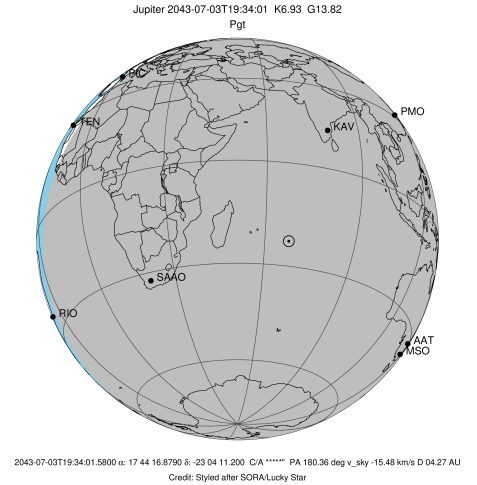 Jupiter 2043-07-03T19:34:01  K6.93  G13.82
Pgt
PIC
PMO
TEN
KAV
SAAO
RIO
AAT
MSO
2043-07-03T19:34:01.5800 α: 17 44 16.8790 δ: -23 04 11.200  C/A *****"  PA 180.36 deg v_sky -15.48 km/s D 04.27 AU
Credit: Styled after SORA/Lucky Star